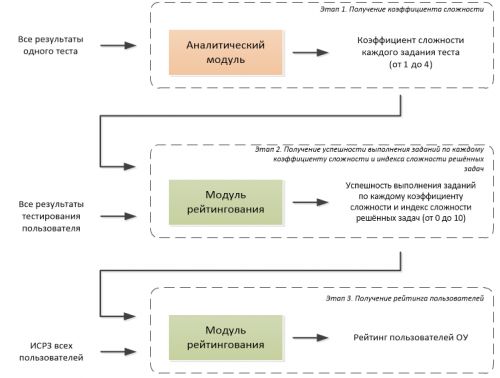 Этап 1. Получение коэффициента сложности
Все результаты
одного теста
Аналитический
модуль
Коэффициент сложности
каждого задания теста
(от 1 до 4)
Этап 2. Получение успешности выполнения заданий по каждому
коэффициенту сложности и индекса сложности решённых
задач
Все результаты
тестирования
пользователя
Модуль
рейтингования
Успешность выполнения заданий
по каждому коэффициенту
сложности и индекс сложности
решённых задач (от 0 до 10)
Этап 3. Получение рейтинга пользователей
ИСРЗ всех
пользователей
Модуль
рейтингования
Рейтинг пользователей ОУ